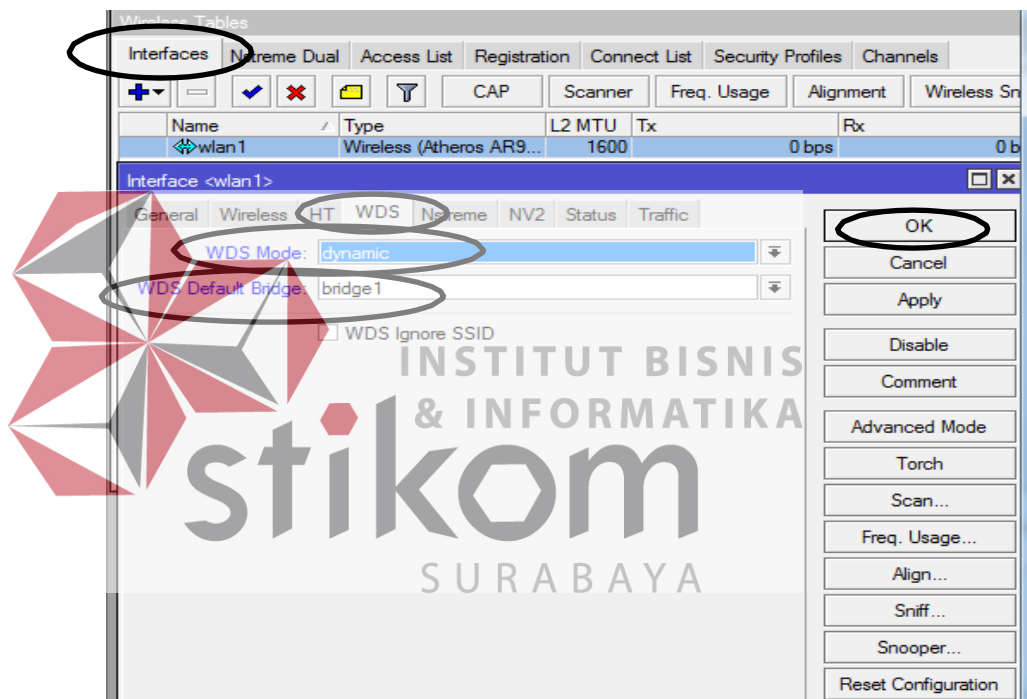 Wireless Tables
Interfaces Nstreme Dual Access List Registration Connect List Security Profiles Channels
CAP Scanner Freq. Usage Alignment Wireless Sn
Name Type L2 MTU Tx Rx
wlan1 Wireless (Atheros AR9... 1600 0 bps 0 b
Interface <wlan1>
General Wireless HT WDS Nstreme NV2 Status Traffic
WDS Mode: dynamic
WDS Default Bridge: bridge1
WDS Ignore SSID
OK
Cancel
Apply
Disable
Comment
Advanced Mode
Torch
Scan...
Freq. Usage...
Align...
Sniff...
Snooper...
Reset Configuration
INSTITUT BISNIS
& INFORMATIKA
stikom
SURABAYA